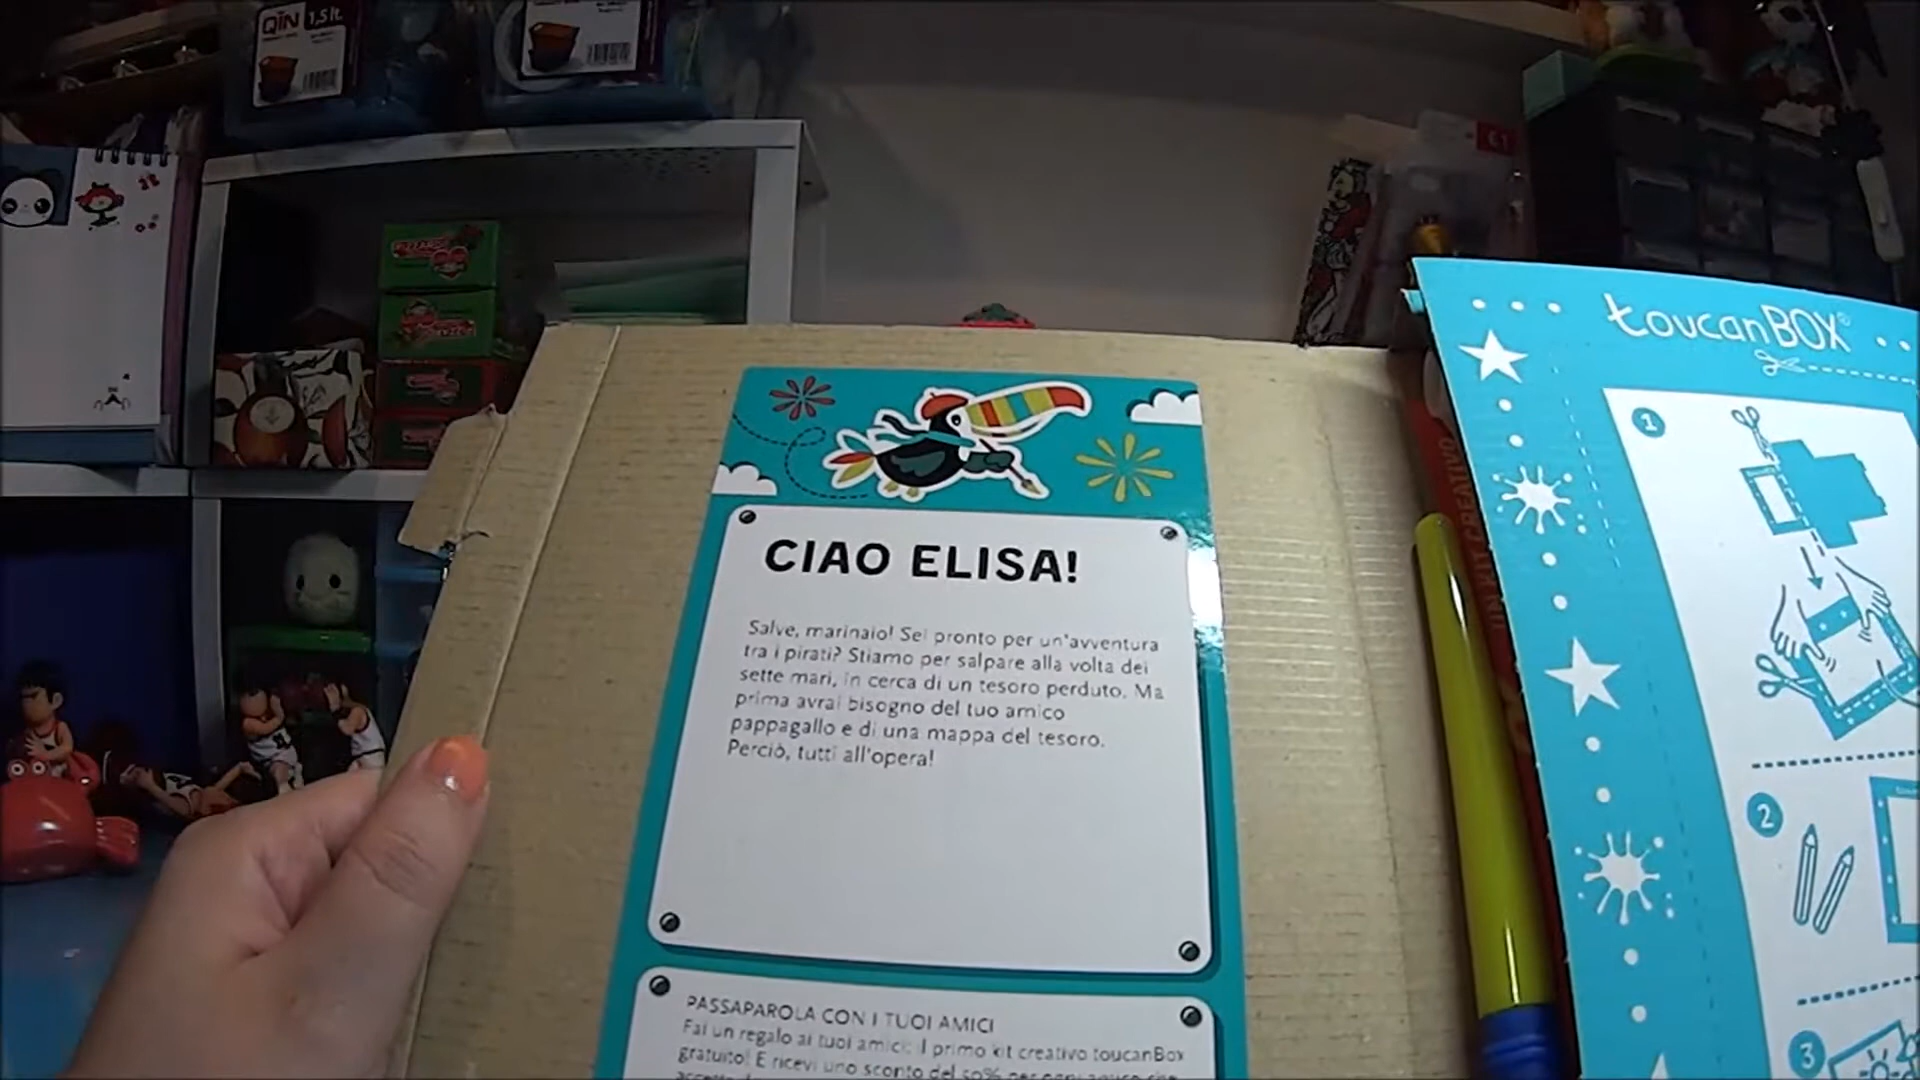 QIN 1,5 lt.
toucanBOX
1
CIAO ELISA!
Salve, marinaio! Sei pronto per un'avventura
tra i pirati? Stiamo per salpare alla volta dei
sette mari, in cerca di un tesoro perduto. Ma
prima avrai bisogno del tuo amico
pappagallo e di una mappa del tesoro.
Perciò, tutti all'opera!
UN KIT CREATIVO
2
3
PASSAPAROLA CON I TUOI AMICI
Fai un regalo ai tuoi amici: il primo kit creativo toucanBox
gratuito! E ricevi uno sconto del 50% per ogni amico che